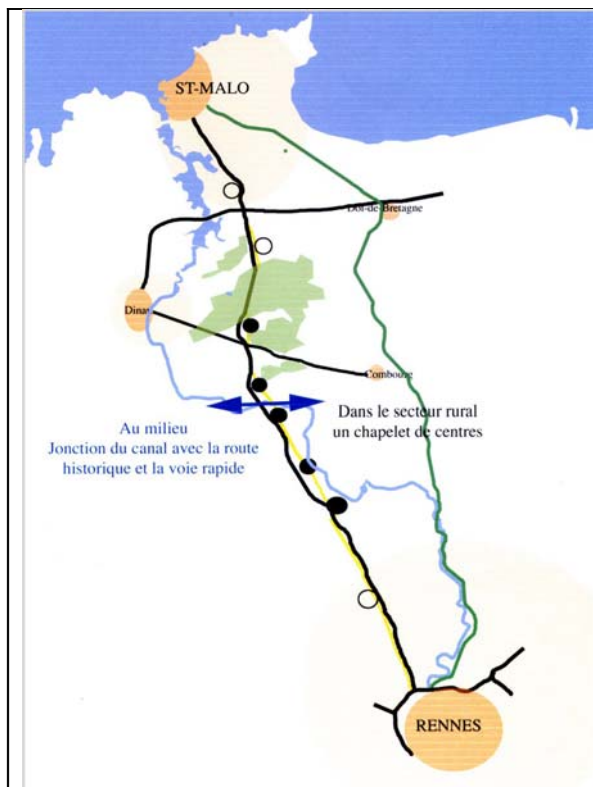 ST-MALO
Dol-de-Bretagne
Dinan
Combourg
Au milieu
Jonction du canal avec la route
historique et la voie rapide
Dans le secteur rural
un chapelet de centres
RENNES